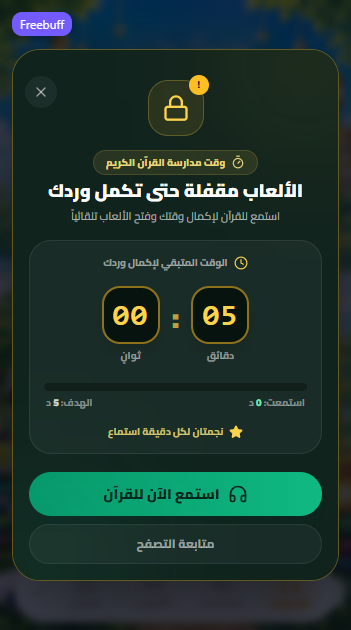 Freebuff
!
وقت مدارسة القرآن الكريم
الألعاب مقفلة حتى تكمل وردك
استمع للقرآن لإكمال وقتك وفتح الألعاب تلقائياً
الوقت المتبقي لإكمال وردك
05 : 00
دقائق ثوانٍ
استمعت: 0 د الهدف: 5 د
نجمتان لكل دقيقة استماع
استمع الآن للقرآن
متابعة التصفح